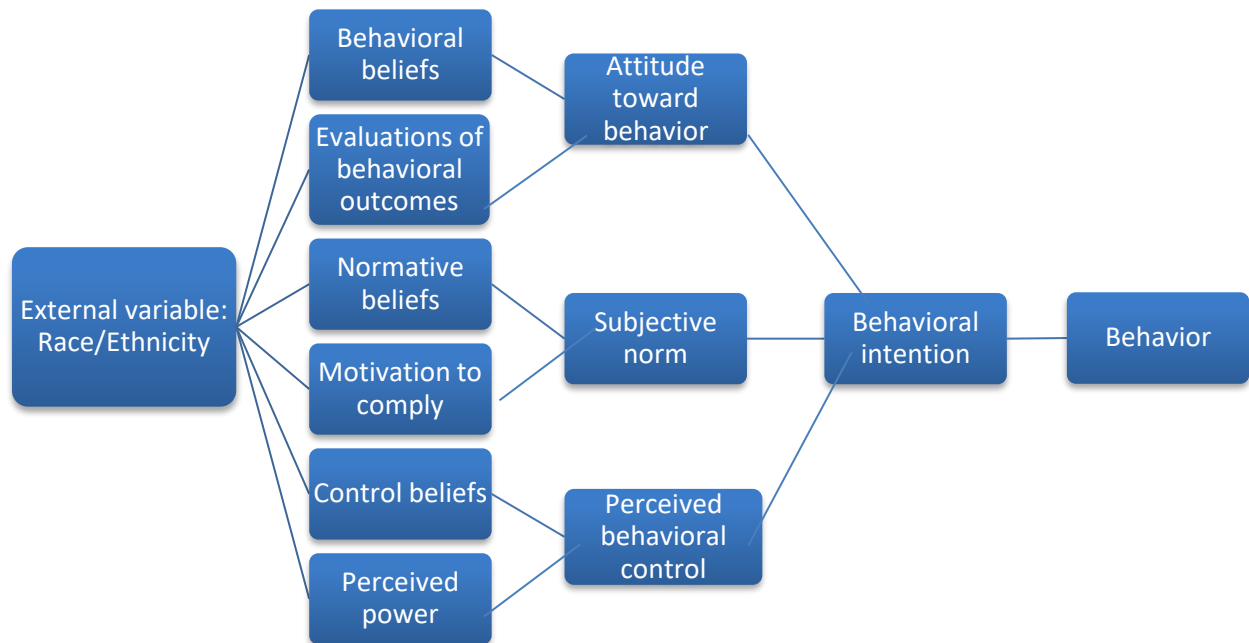 External variable:
Race/Ethnicity
Behavioral
beliefs
Evaluations of
behavioral
outcomes
Normative
beliefs
Motivation to
comply
Control beliefs
Perceived
power
Attitude
toward
behavior
Subjective
norm
Perceived
behavioral
control
Behavioral
intention
Behavior